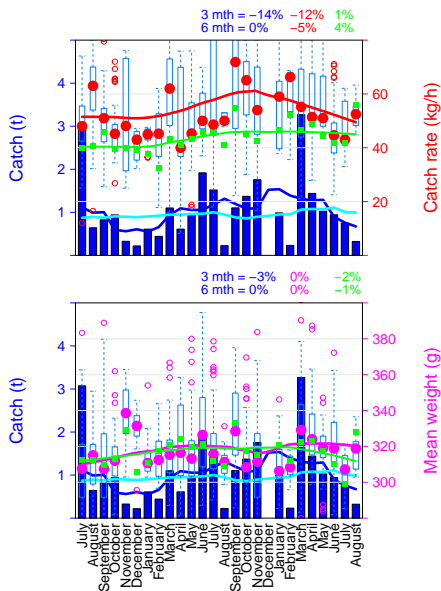 3 mth = −14% −12% 1%
6 mth = 0% −5% 4%
Catch (t)
5
4
3
2
1
60
40
20
Catch rate (kg/h)
3 mth = −3% 0% −2%
6 mth = 0% 0% −1%
Catch (t)
4
3
2
1
380
360
340
320
300
Mean weight (g)
July
August
September
October
November
December
January
February
March
April
May
June
July
August
September
October
November
December
January
February
March
April
May
June
July
August